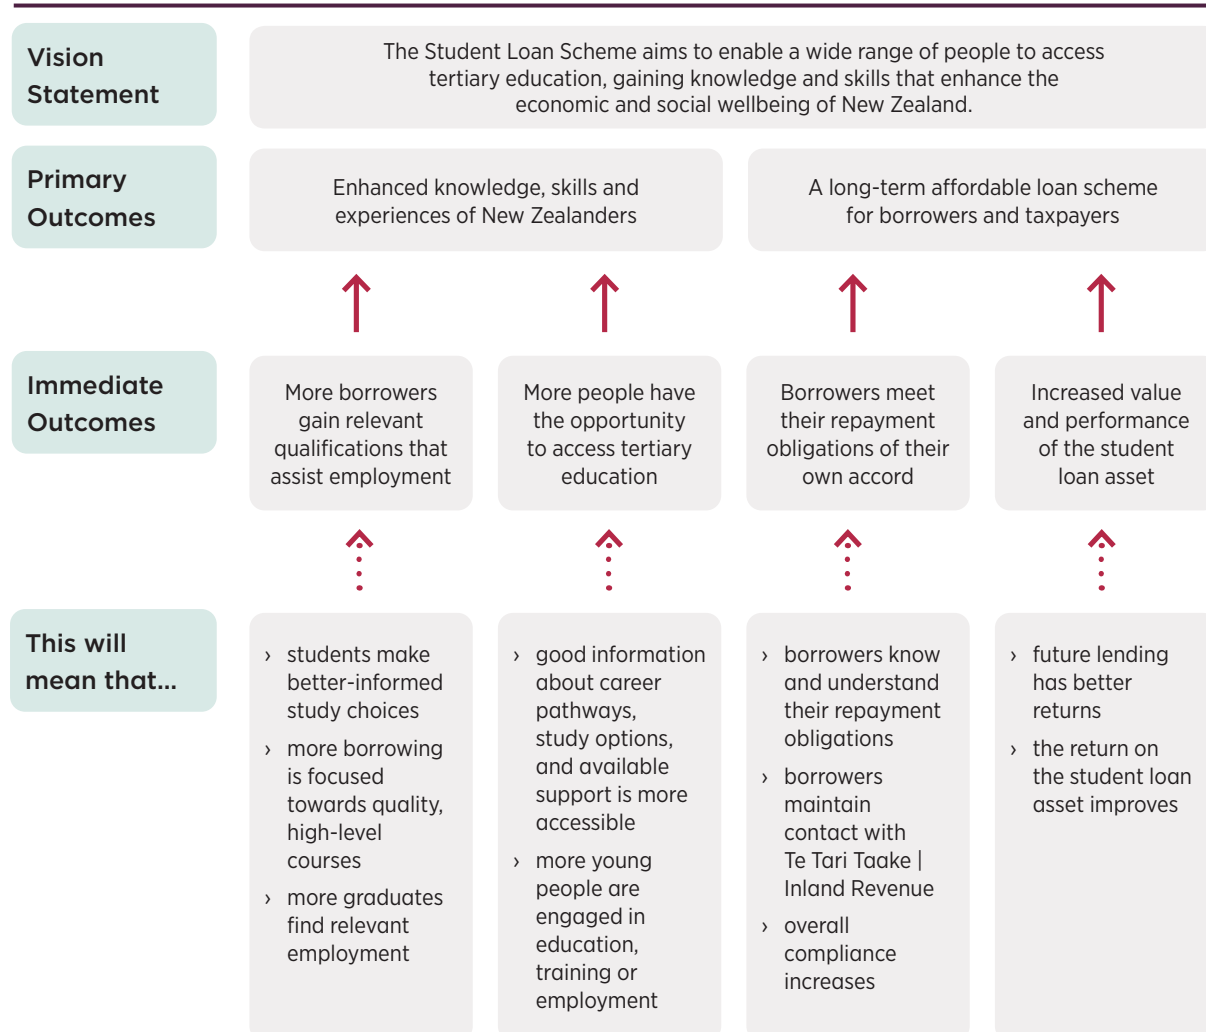 Vision
Statement
The Student Loan Scheme aims to enable a wide range of people to access
tertiary education, gaining knowledge and skills that enhance the
economic and social wellbeing of New Zealand.
Primary
Outcomes
Enhanced knowledge, skills and
experiences of New Zealanders
A long-term affordable loan scheme
for borrowers and taxpayers
Immediate
Outcomes
More borrowers
gain relevant
qualifications that
assist employment
More people have
the opportunity
to access tertiary
education
Borrowers meet
their repayment
obligations of their
own accord
Increased value
and performance
of the student
loan asset
This will
mean that...
› students make
better-informed
study choices
› more borrowing
is focused
towards quality,
high-level
courses
› more graduates
find relevant
employment
› good information
about career
pathways,
study options,
and available
support is more
accessible
› more young
people are
engaged in
education,
training or
employment
› borrowers know
and understand
their repayment
obligations
› borrowers
maintain
contact with
Te Tari Taake |
Inland Revenue
› overall
compliance
increases
› future lending
has better
returns
› the return on
the student loan
asset improves